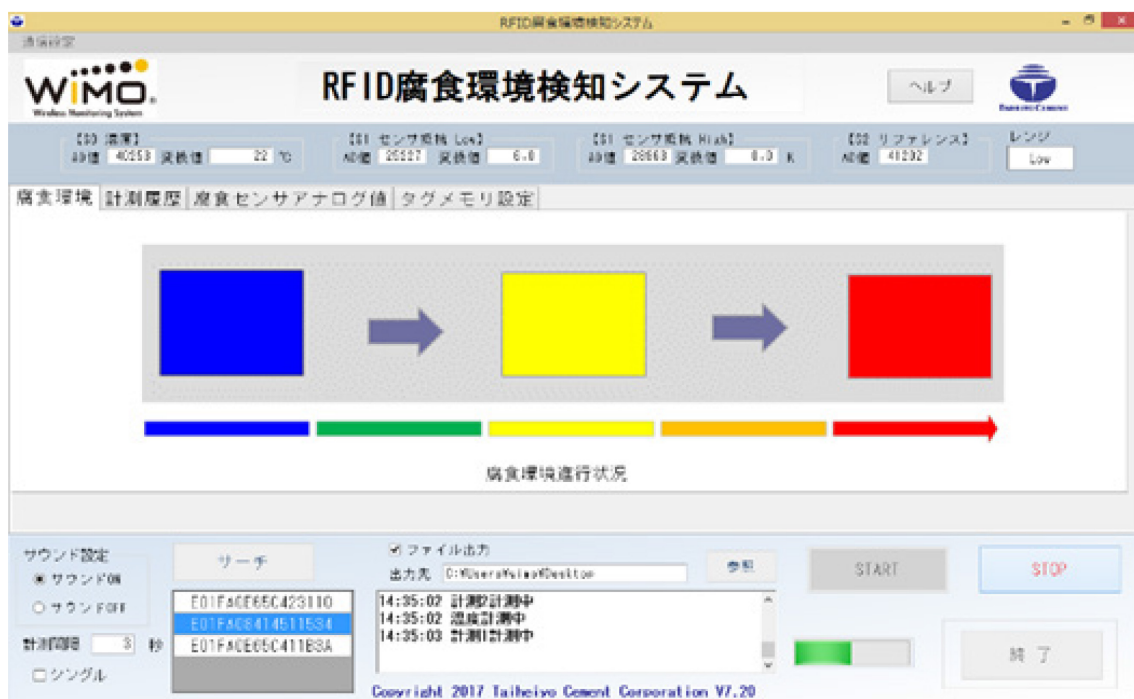 RFID腐食環境検知システム
通信設定
WiMO.
Wireless Monitoring System
RFID腐食環境検知システム
ヘルプ
TAIHEIYO CEMENT
【S0 温度】 【S1 センサ抵抗 Low】 【S1 センサ抵抗 High】 【S2 リファレンス】 レンジ
AD値 40253 変換値 22 ℃ AD値 25527 変換値 AD値 変換値 K AD値 Low
腐食環境 計測履歴 腐食センサアナログ値 タグメモリ設定
腐食環境進行状況
サウンド設定
サウンドON
サウンドOFF
計測間隔 3 秒
シングル
サーチ
E01FACE65C423110
E01FAC8414511534
E01FACE65C411B3A
ファイル出力
出力先 参照
14:35:02 計測2計測中
14:35:02 温度計測中
14:35:03 計測1計測中
START
STOP
終了
Copyright 2017 Taiheiyo Cement Corporation V7.20